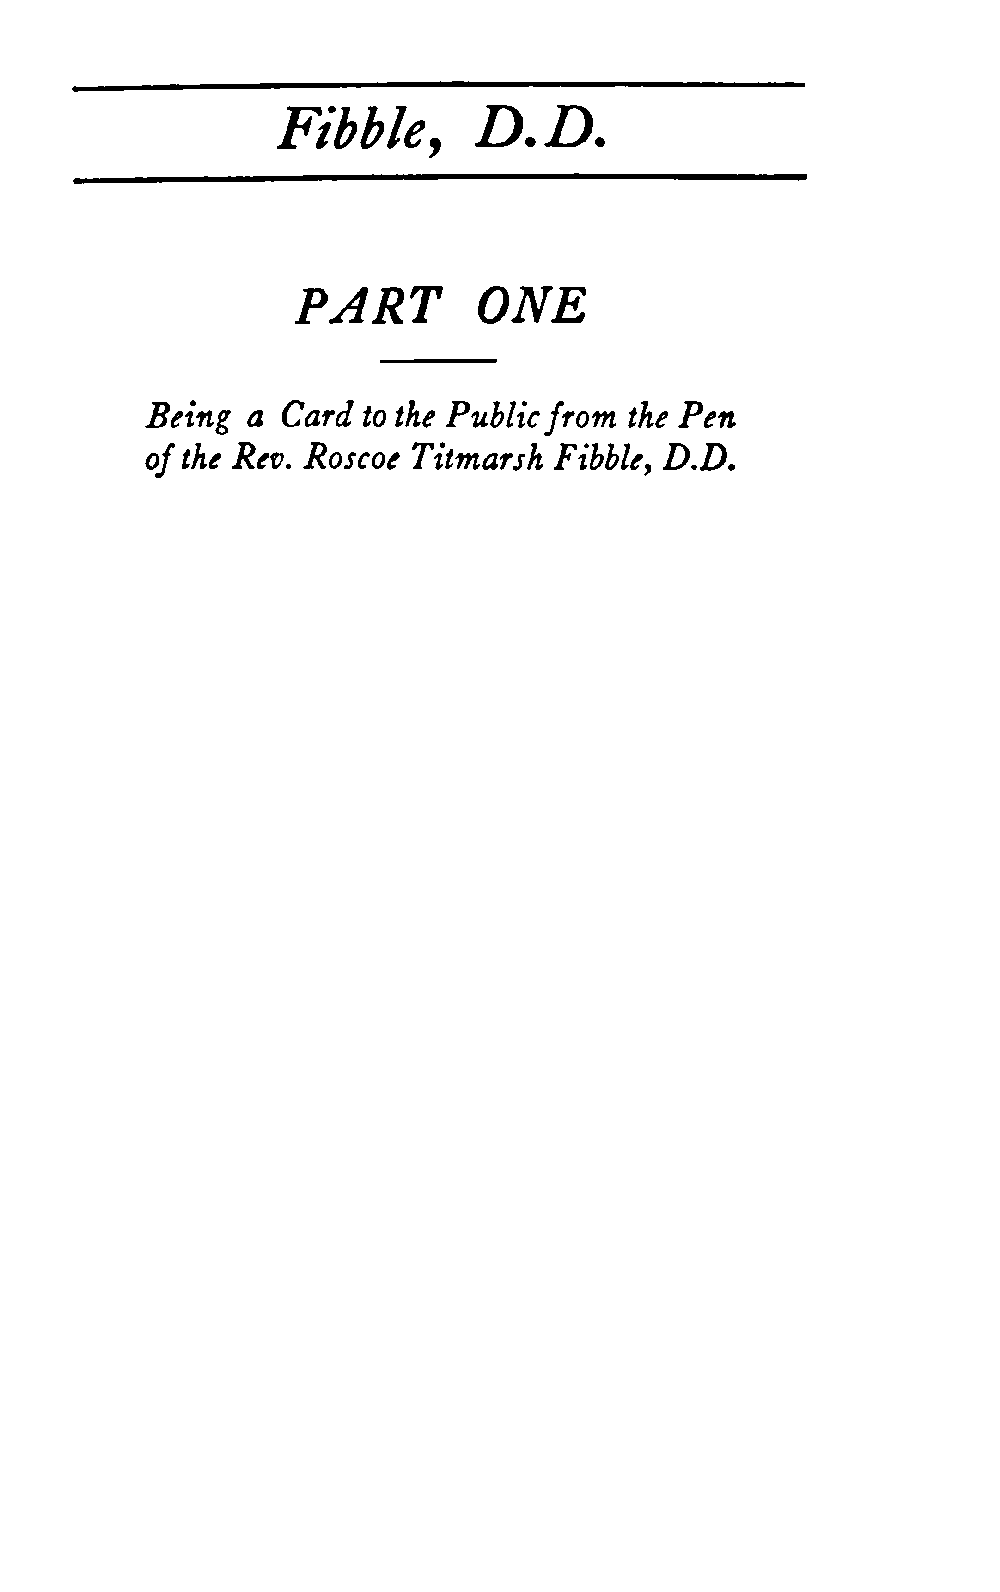 Fibble, D.D.
PART ONE
Being a Card to the Public from the Pen
of the Rev. Roscoe Titmarsh Fibble, D.D.